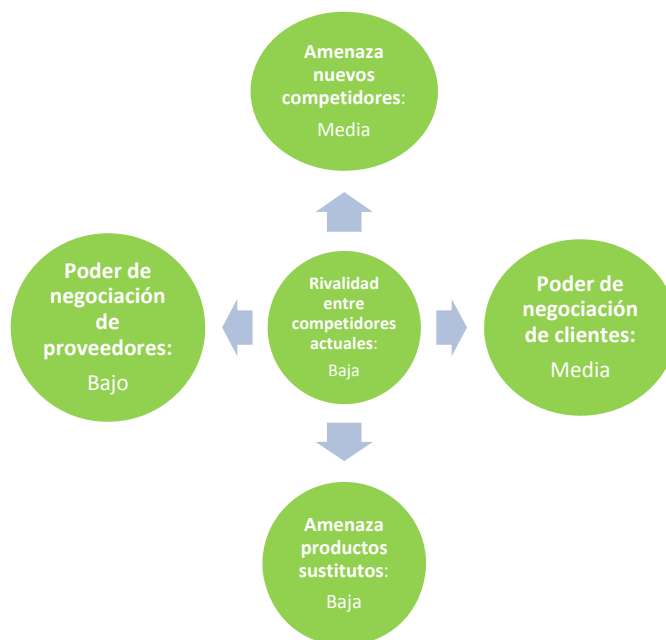 Amenaza
nuevos
competidores:
Media
Poder de
negociación
de
proveedores:
Bajo
Rivalidad
entre
competidores
actuales:
Baja
Poder de
negociación
de clientes:
Media
Amenaza
productos
sustitutos:
Baja